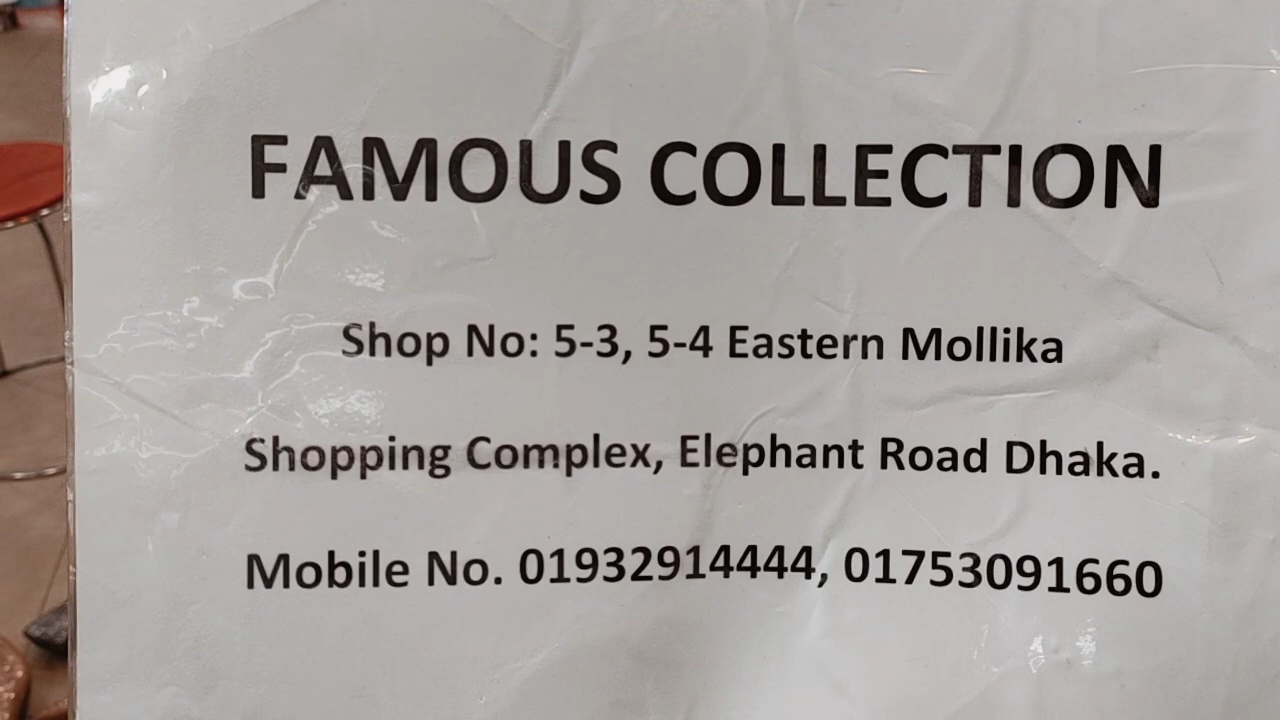 FAMOUS COLLECTION
Shop No: 5-3, 5-4 Eastern Mollika
Shopping Complex, Elephant Road Dhaka.
Mobile No. 01932914444, 01753091660